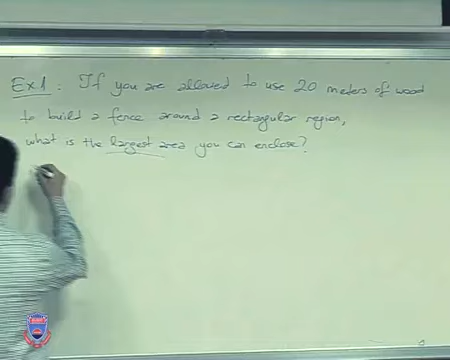 Ex1: If you are allowed to use 20 meters of wood
to build a fence around a rectangular region,
what is the largest area you can enclose?